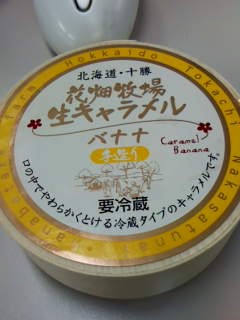 Hokkaido Tokachi
北海道・十勝
花畑牧場
生キャラメル
バナナ
手造り
Caramel
Banana
要冷蔵
口の中でやわらかくとける冷蔵タイプのキャラメルです。
farm
Nakasatsunai